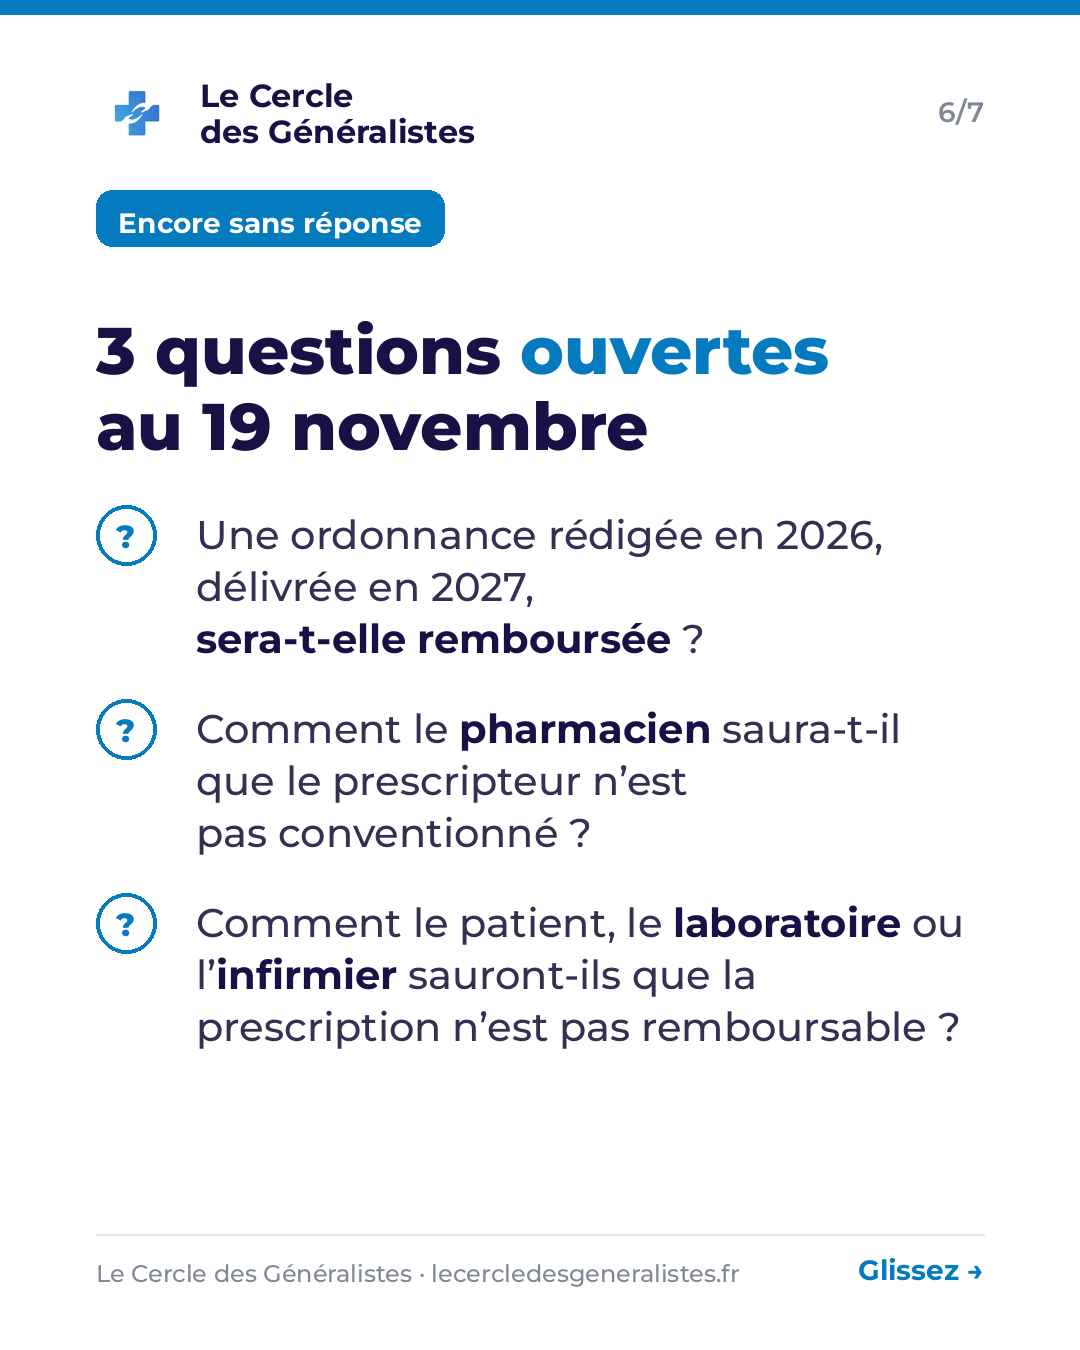 Le Cercle
des Généralistes
6/7
Encore sans réponse
3 questions ouvertes
au 19 novembre
? Une ordonnance rédigée en 2026,
délivrée en 2027,
sera-t-elle remboursée ?
? Comment le pharmacien saura-t-il
que le prescripteur n’est
pas conventionné ?
? Comment le patient, le laboratoire ou
l’infirmier sauront-ils que la
prescription n’est pas remboursable ?
Le Cercle des Généralistes · lecercledesgeneralistes.fr
Glissez →